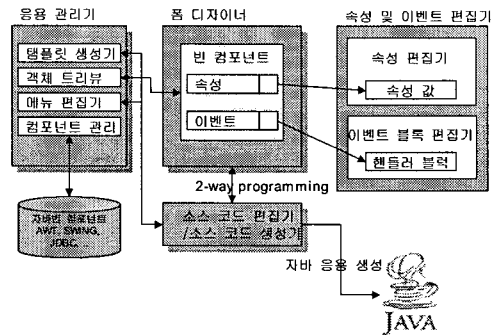 응용 관리기
템플릿 생성기
객체 트리뷰
메뉴 편집기
컴포넌트 관리
자바빈 컴포넌트
AWT, SWING,
JDBC, ...
폼 디자이너
빈 컴포넌트
속성
이벤트
2-way programming
소스 코드 편집기
/소스 코드 생성기
속성 및 이벤트 편집기
속성 편집기
속성 값
이벤트 블록 편집기
핸들러 블럭
자바 응용 생성
JAVA